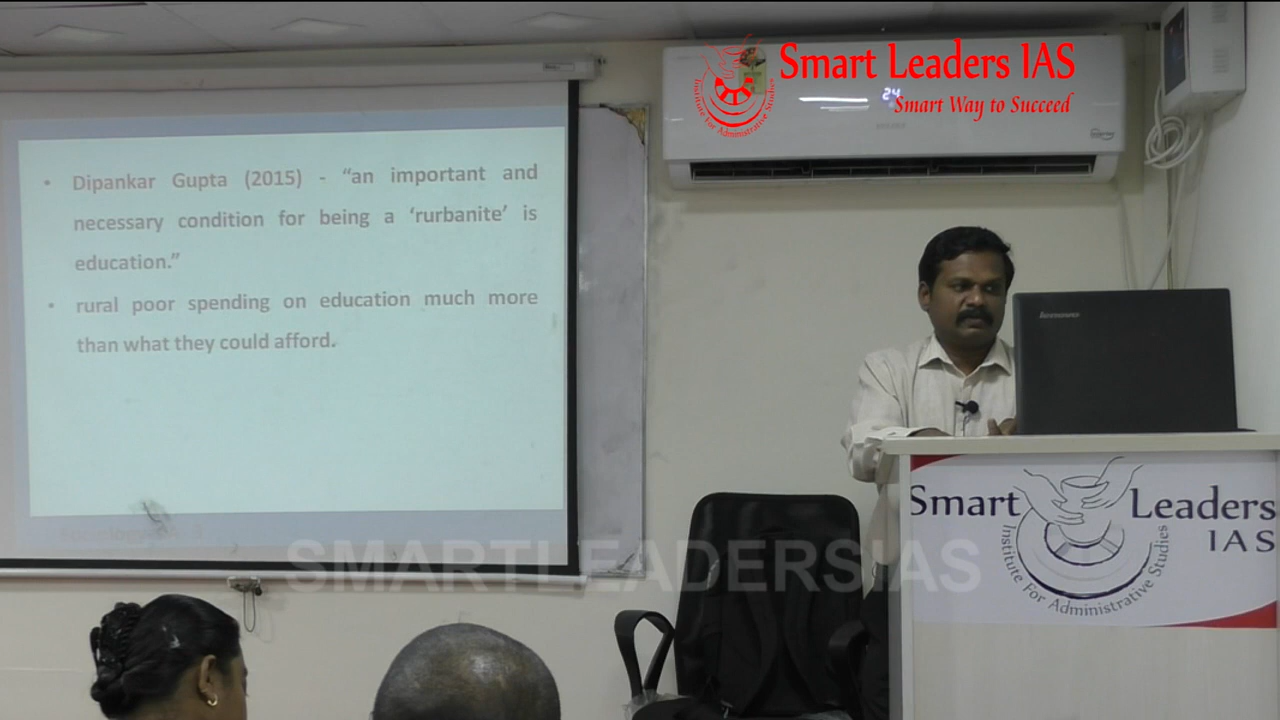 Smart Leaders IAS
Smart Way to Succeed
Institute For Administrative Studies
24
• Dipankar Gupta (2015) - “an important and
necessary condition for being a ‘rurbanite’ is
education.”
• rural poor spending on education much more
than what they could afford.
lenovo
Smart Leaders
IAS
Institute For Administrative Studies
SMARTLEADERSIAS